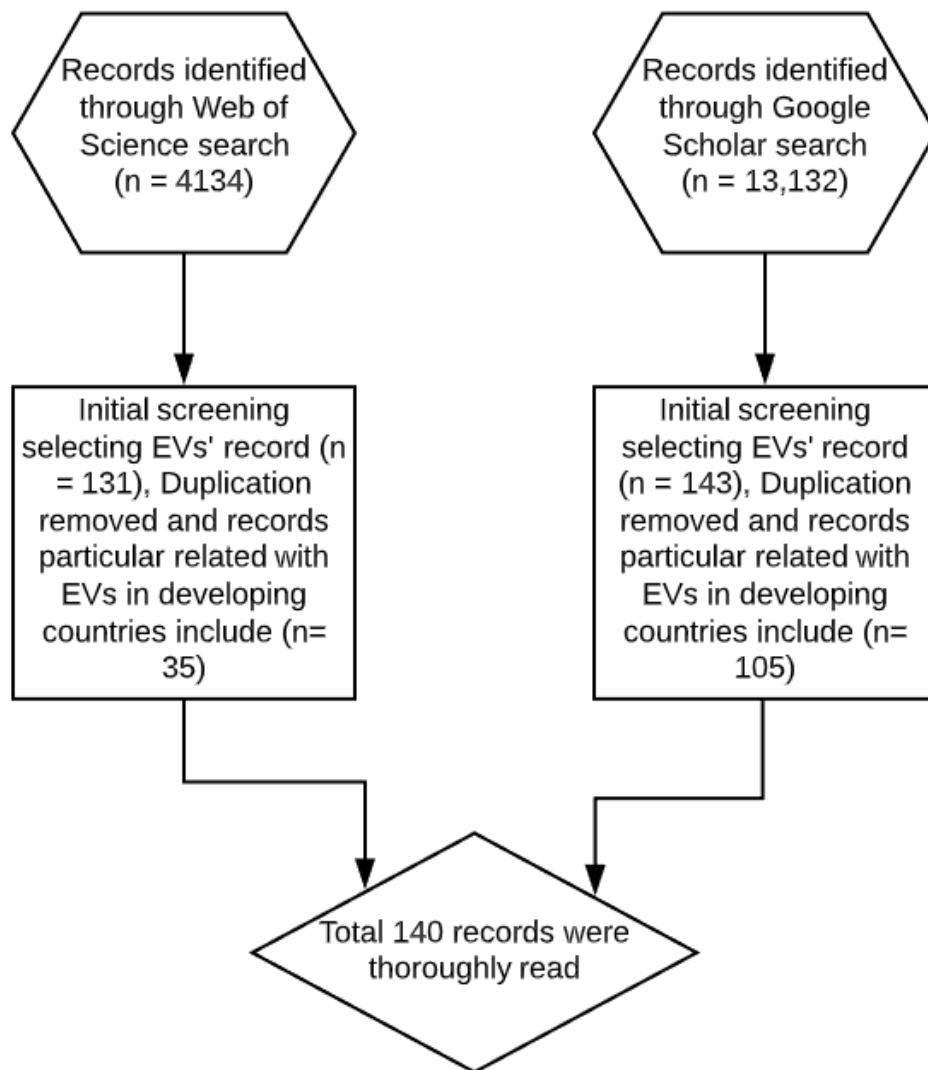 Records identified
through Web of
Science search
(n = 4134)
Records identified
through Google
Scholar search
(n = 13,132)
Initial screening
selecting EVs' record (n
= 131), Duplication
removed and records
particular related with
EVs in developing
countries include (n=
35)
Initial screening
selecting EVs' record
(n = 143), Duplication
removed and records
particular related with
EVs in developing
countries include (n=
105)
Total 140 records were
thoroughly read